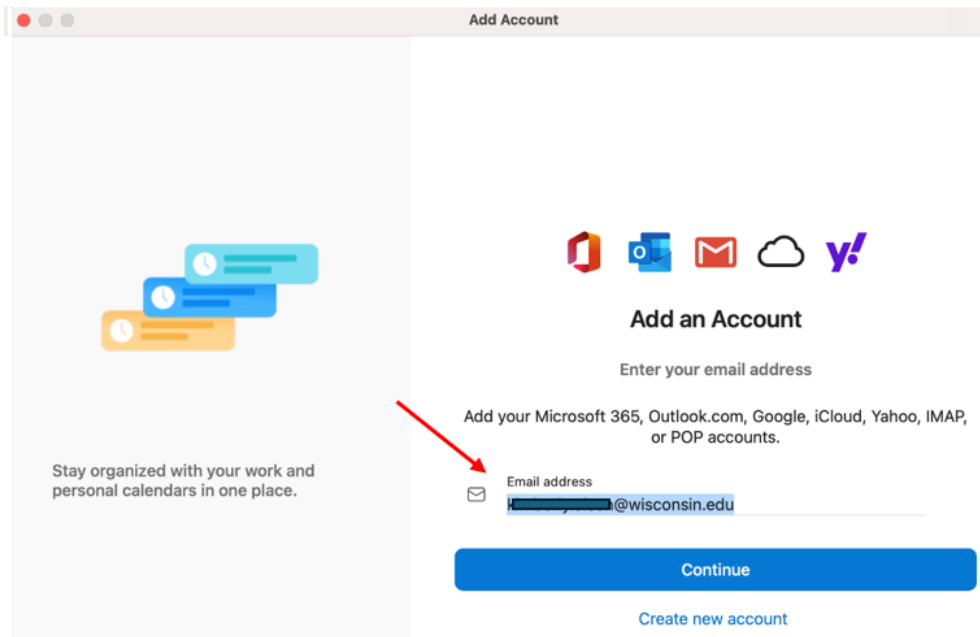 Add Account
Add an Account
Enter your email address
Add your Microsoft 365, Outlook.com, Google, iCloud, Yahoo, IMAP,
or POP accounts.
Stay organized with your work and
personal calendars in one place.
Email address
@wisconsin.edu
Continue
Create new account